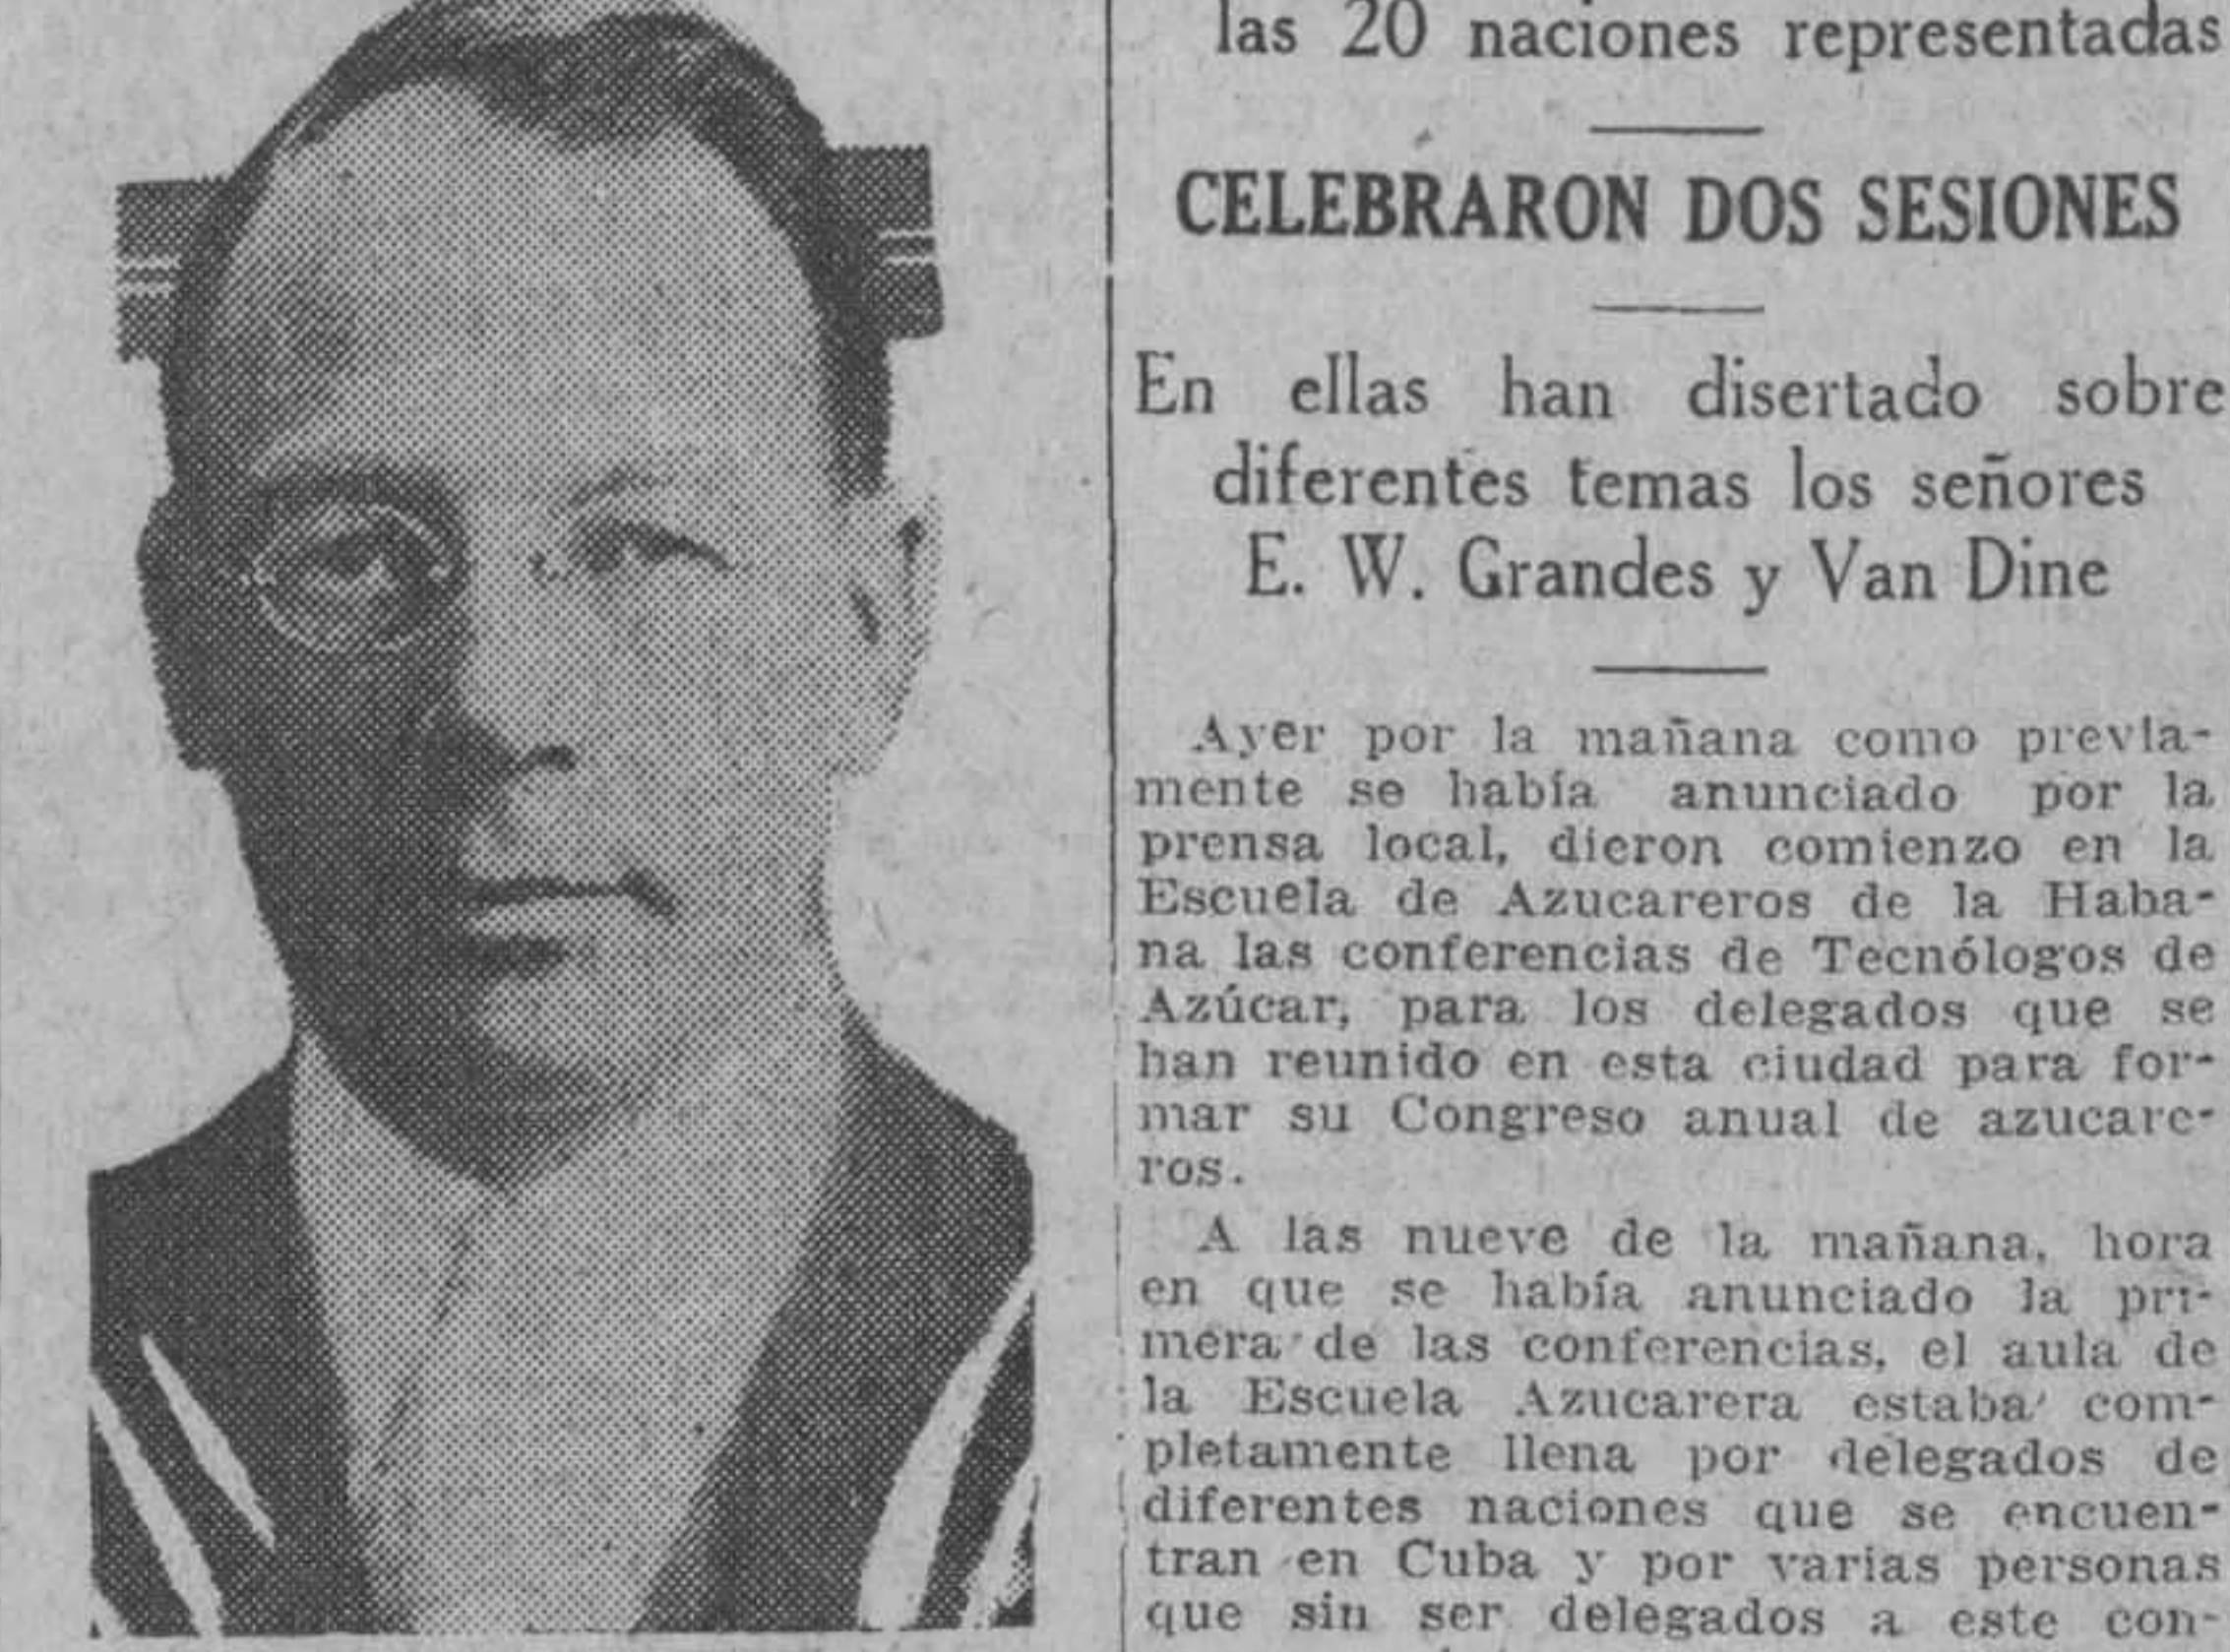 las 20 naciones representadas
CELEBRARON DOS SESIONES
En ellas han disertado sobre
diferentes temas los señores
E. W. Grandes y Van Dine
Ayer por la mañana como previa-
mente se había anunciado por la
prensa local, dieron comienzo en la
Escuela de Azucareros de la Haba-
na las conferencias de Tecnólogos de
Azúcar, para los delegados que se
han reunido en esta ciudad para for-
mar su Congreso anual de azucare-
ros.
A las nueve de la mañana, hora
en que se había anunciado la pri-
mera de las conferencias, el aula de
la Escuela Azucarera estaba com-
pletamente llena por delegados de
diferentes naciones que se encuen-
tran en Cuba y por varias personas
que sin ser delegados a este con-